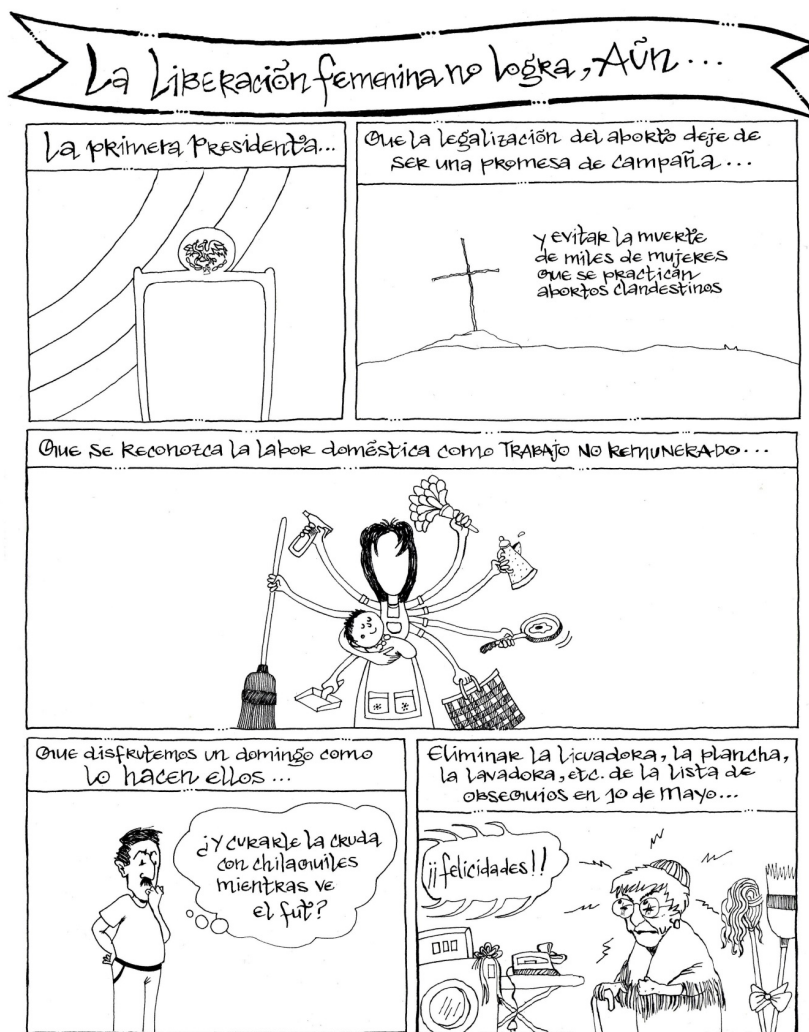 La Liberación femenina no logra, Aún...
La primera Presidenta...
Que la legalización del aborto deje de
ser una promesa de campaña...
y evitar la muerte
de miles de mujeres
que se practican
abortos clandestinos
Que se reconozca la labor doméstica como TRABAJO NO REMUNERADO...
Que disfrutemos un domingo como
lo hacen ellos...
¿y curarle la cruda
con chilaquiles
mientras ve
el fut?
Eliminar la licuadora, la plancha,
la lavadora, etc. de la lista de
obsequios en 10 de Mayo...
¡¡felicidades!!